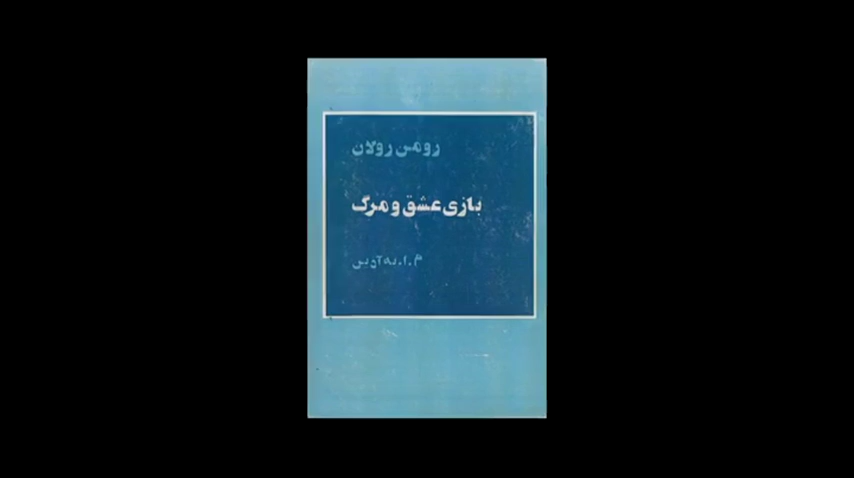 رومن رولان
بازی عشق و مرگ
م.ا.به‌آذین